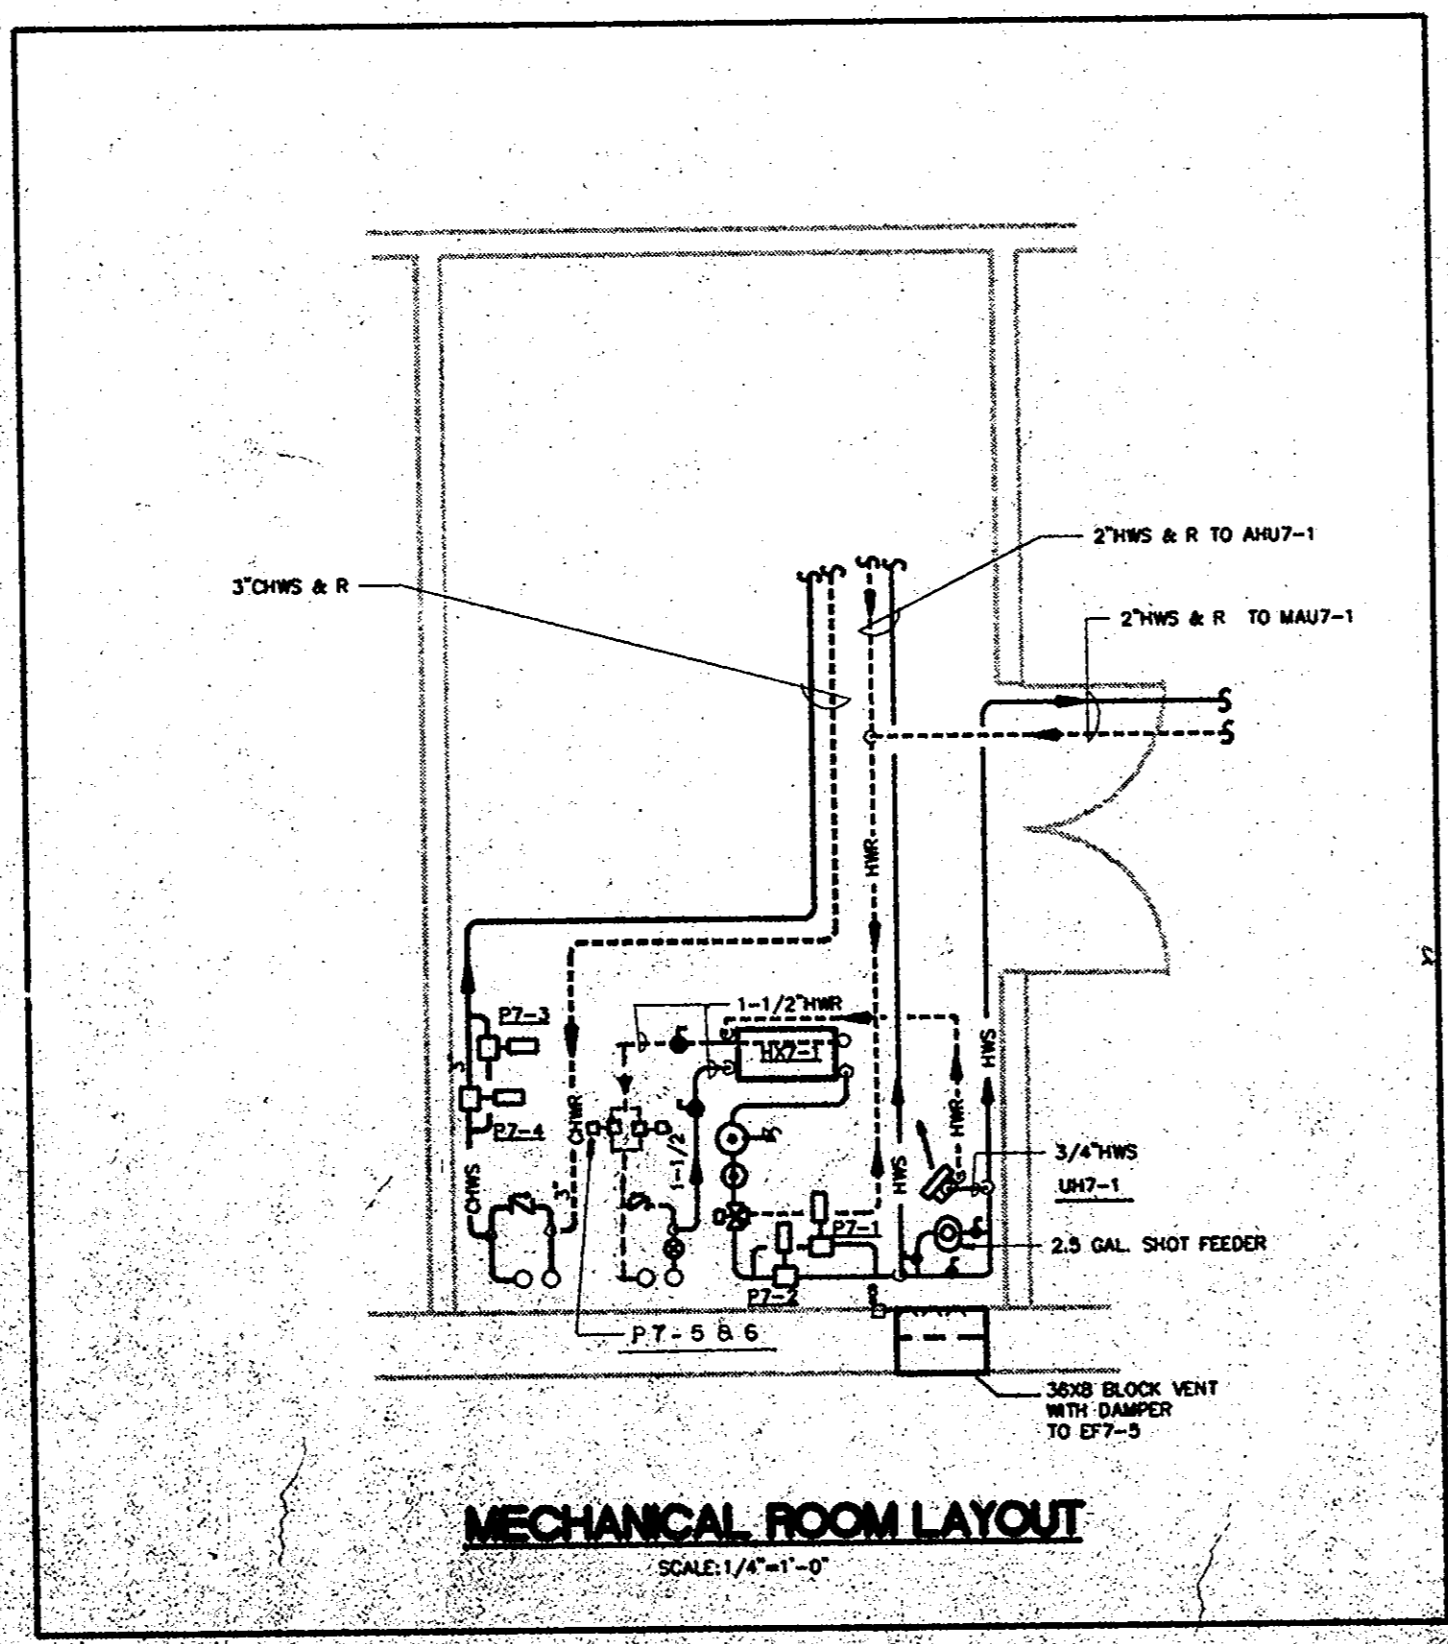 2"HWS & R TO AHU7-1
3"CHWS & R
2"HWS & R TO MAU7-1
HWR
P7-3
1-1/2"HWR
HX7-1
HWS
P7-4
CHWR
HWR
1-1/2
3/4"HWS
CHWS
3"
HWS
UH7-1
P7-1
2.5 GAL. SHOT FEEDER
P7-2
P7-5 & 6
36X8 BLOCK VENT
WITH DAMPER
TO EF7-5
MECHANICAL ROOM LAYOUT
SCALE:1/4"=1'-0"